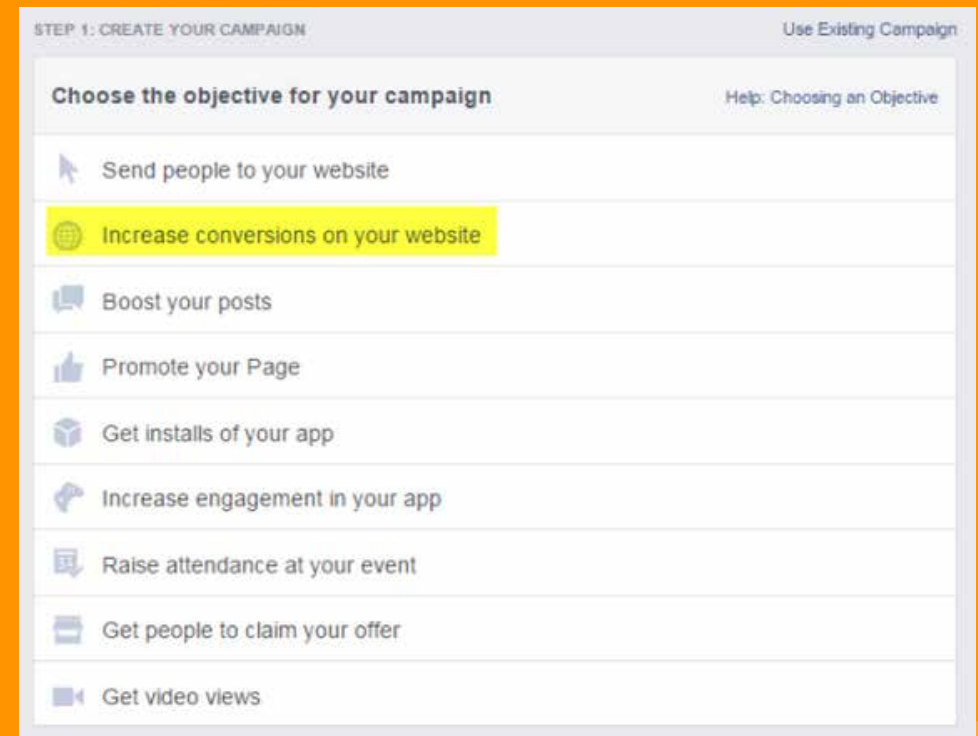 STEP 1: CREATE YOUR CAMPAIGN
Use Existing Campaign
Choose the objective for your campaign
Help: Choosing an Objective
Send people to your website
Increase conversions on your website
Boost your posts
Promote your Page
Get installs of your app
Increase engagement in your app
Raise attendance at your event
Get people to claim your offer
Get video views